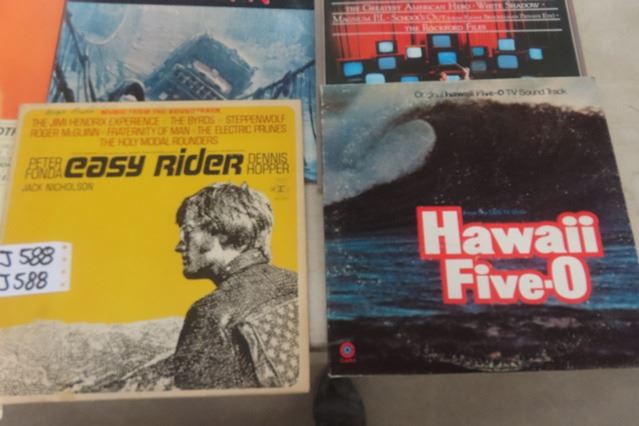 THE GREATEST AMERICAN HERO · WHITE SHADOW ·
MAGNUM P.I. · SCHOOL'S OUT
THE ROCKFORD FILES
MUSIC FROM THE SOUNDTRACK
THE JIMI HENDRIX EXPERIENCE · THE BYRDS · STEPPENWOLF
ROGER McGUINN · FRATERNITY OF MAN · THE ELECTRIC PRUNES
THE HOLY MODAL ROUNDERS
PETER FONDA easy RideR DENNIS HOPPER
JACK NICHOLSON
J 588
J 588
Original Hawaii Five-O TV Sound Track
Hawaii
Five-O